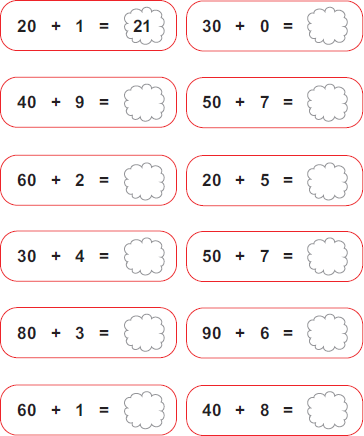 20 + 1 = 21 30 + 0 =
40 + 9 = 50 + 7 =
60 + 2 = 20 + 5 =
30 + 4 = 50 + 7 =
80 + 3 = 90 + 6 =
60 + 1 = 40 + 8 =